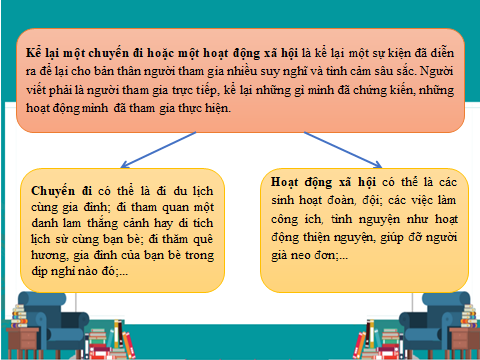 Kể lại một chuyến đi hoặc một hoạt động xã hội là kể lại một sự kiện đã diễn
ra để lại cho bản thân người tham gia nhiều suy nghĩ và tình cảm sâu sắc. Người
viết phải là người tham gia trực tiếp, kể lại những gì mình đã chứng kiến, những
hoạt động mình đã tham gia thực hiện.
Chuyến đi có thể là đi du lịch
cùng gia đình; đi tham quan một
danh lam thắng cảnh hay di tích
lịch sử cùng bạn bè; đi thăm quê
hương, gia đình của bạn bè trong
dịp nghỉ nào đó;...
Hoạt động xã hội có thể là các
sinh hoạt đoàn, đội; các việc làm
công ích, tình nguyện như hoạt
động thiện nguyện, giúp đỡ người
già neo đơn;...